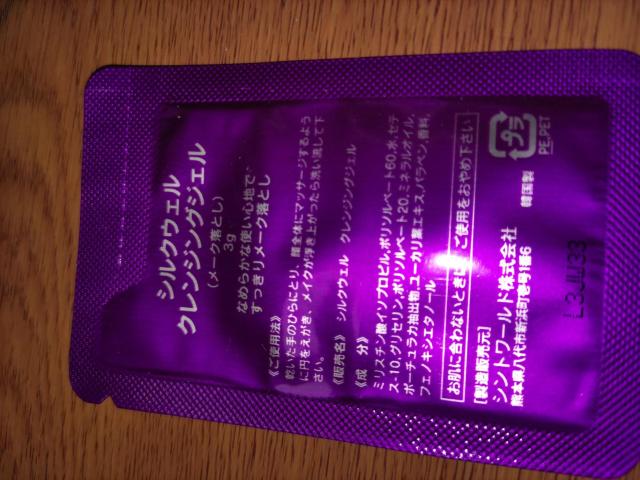 シルクウェル
クレンジングジェル
(メーク落とし)
3g
なめらかな使い心地で
すっきりメーク落とし
《ご使用法》
乾いた手のひらにとり、顔全体にマッサージするよう
に円をえがき、メイクが浮き上がったら洗い流して下
さい。
《販売名》 シルクウェル クレンジングジェル
《成 分》
ミリスチン酸イソプロピル,ポリソルベート60,水,セテ
ス-10,グリセリン,ポリソルベート20,ミネラルオイル,
ポーチュラカ抽出物,ユーカリ葉エキス,パラベン,香料,
フェノキシエタノール
お肌に合わないときは、ご使用をおやめ下さい
[製造販売元]
シントワールド株式会社
熊本県八代市新浜町壱号1番6
韓国製
プラ
PE,PET